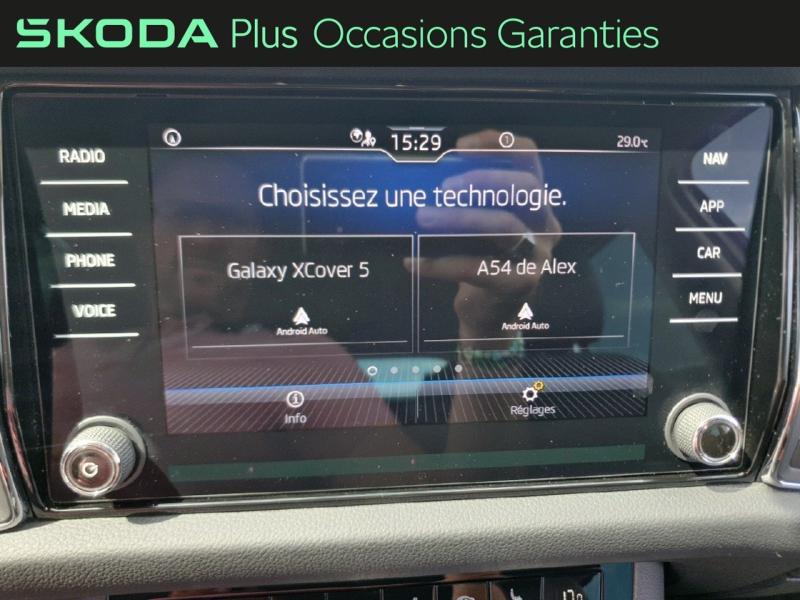 SKODA Plus Occasions Garanties
15:29
29.0°C
Choisissez une technologie.
Galaxy XCover 5
Android Auto
A54 de Alex
Android Auto
Info
Réglages
RADIO
MEDIA
PHONE
VOICE
NAV
APP
CAR
MENU